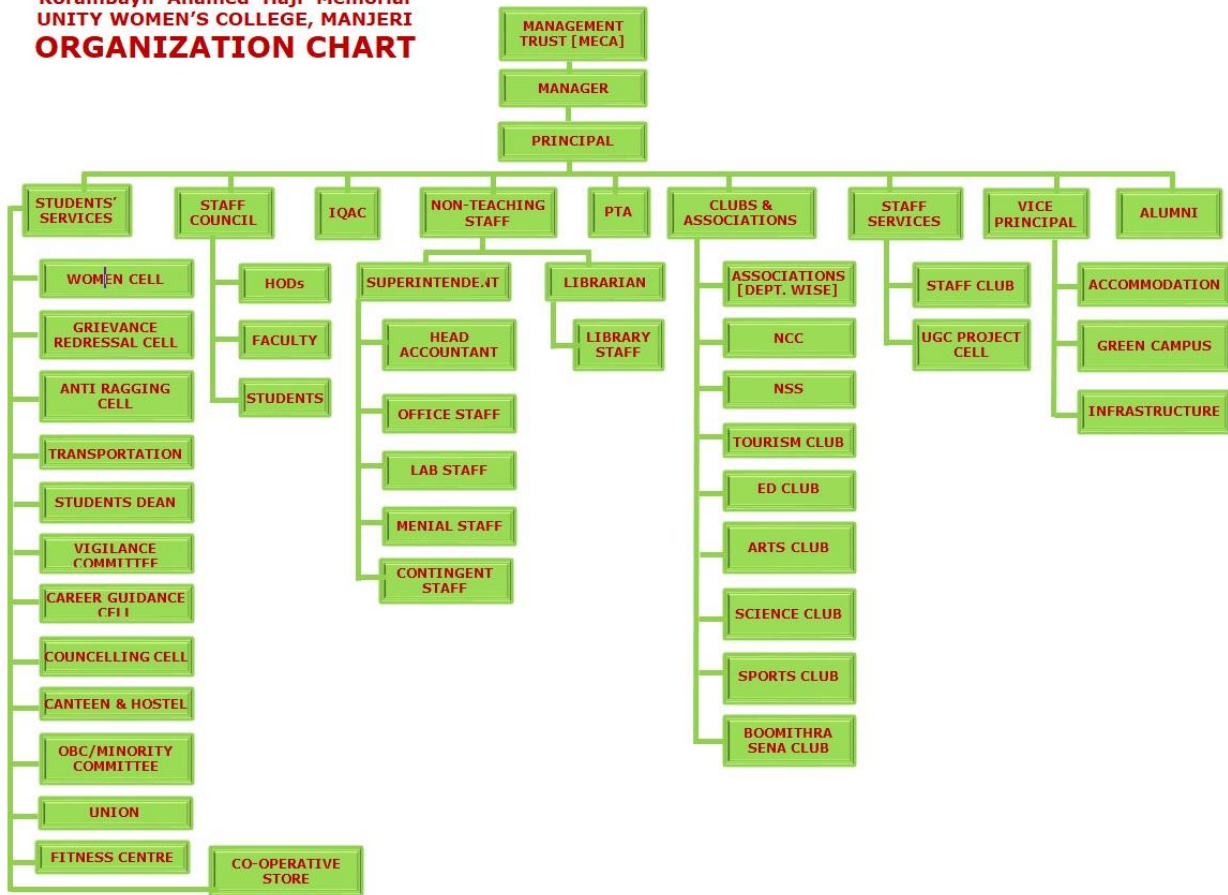 Korambayil Ahamed Haji Memorial
UNITY WOMEN'S COLLEGE, MANJERI
ORGANIZATION CHART
MANAGEMENT
TRUST [MECA]
MANAGER
PRINCIPAL
STUDENTS'
SERVICES
STAFF
COUNCIL
IQAC
NON-TEACHING
STAFF
PTA
CLUBS &
ASSOCIATIONS
STAFF
SERVICES
VICE
PRINCIPAL
ALUMNI
WOMEN CELL
GRIEVANCE
REDRESSAL CELL
ANTI RAGGING
CELL
TRANSPORTATION
STUDENTS DEAN
VIGILANCE
COMMITTEE
CAREER GUIDANCE
CELL
COUNCELLING CELL
CANTEEN & HOSTEL
OBC/MINORITY
COMMITTEE
UNION
FITNESS CENTRE
CO-OPERATIVE
STORE
HODs
FACULTY
STUDENTS
SUPERINTENDENT
HEAD
ACCOUNTANT
OFFICE STAFF
LAB STAFF
MENIAL STAFF
CONTINGENT
STAFF
LIBRARIAN
LIBRARY
STAFF
ASSOCIATIONS
[DEPT. WISE]
NCC
NSS
TOURISM CLUB
ED CLUB
ARTS CLUB
SCIENCE CLUB
SPORTS CLUB
BOOMITHRA
SENA CLUB
STAFF CLUB
UGC PROJECT
CELL
ACCOMMODATION
GREEN CAMPUS
INFRASTRUCTURE